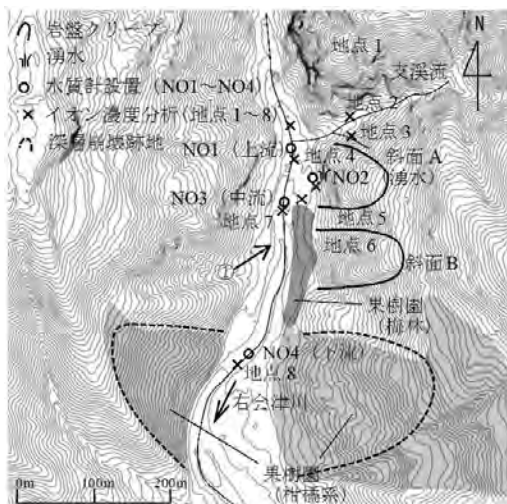 岩盤クリープ
湧水
水質計設置 (NO1~NO4)
イオン濃度分析(地点 1~8)
深層崩壊跡地
N
地点 1
支渓流
地点 2
地点 3
NO1 (上流)
地点 4
斜面 A
NO2
(湧水)
NO3 (中流)
地点 7
地点 5
地点 6
①
斜面 B
果樹園
(梅林)
NO4 (下流)
地点 8
右会津川
果樹園
(柑橘系)
0m
100m
200m